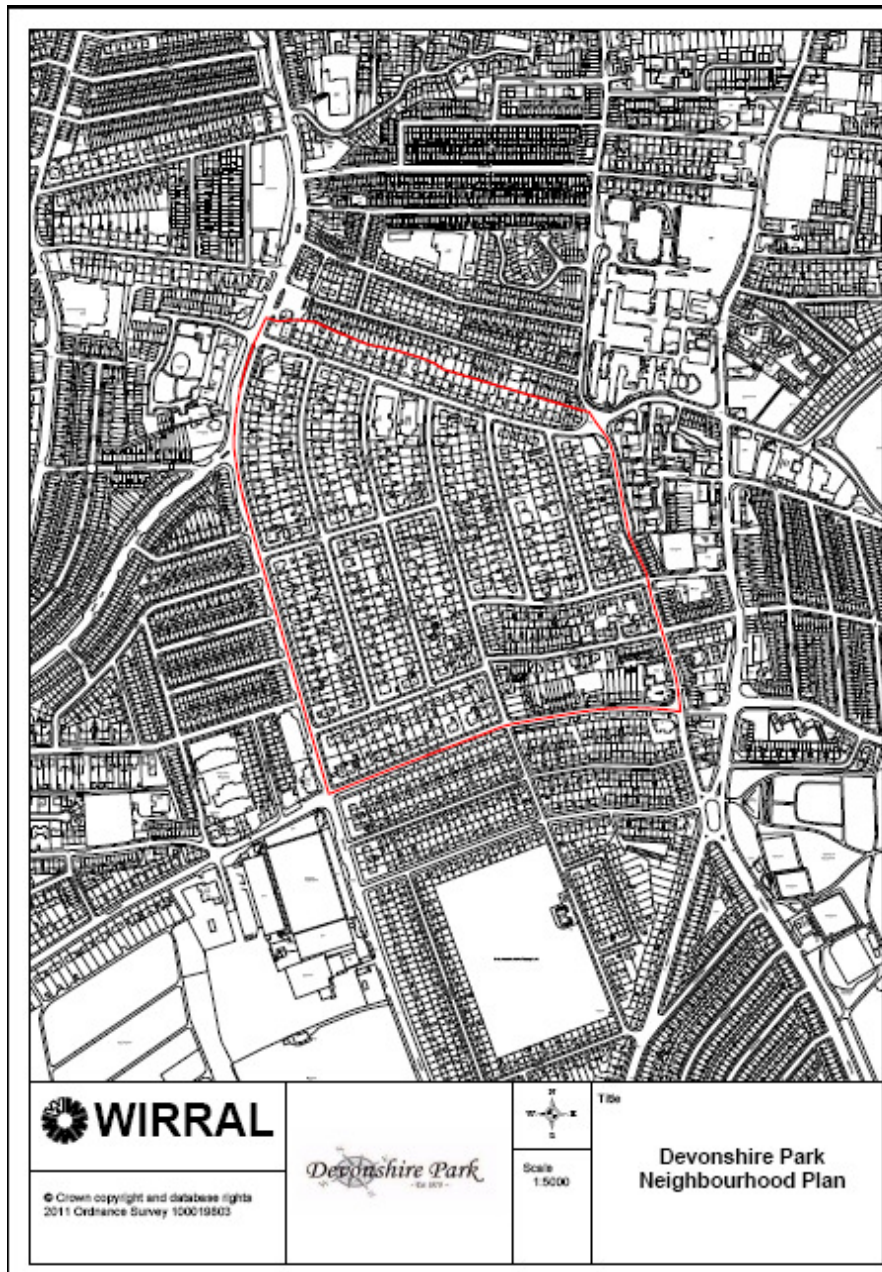 WIRRAL
© Crown copyright and database rights
2011 Ordnance Survey 100019803
Devonshire Park
N
W
E
S
Scale
1:5000
Title
Devonshire Park
Neighbourhood Plan